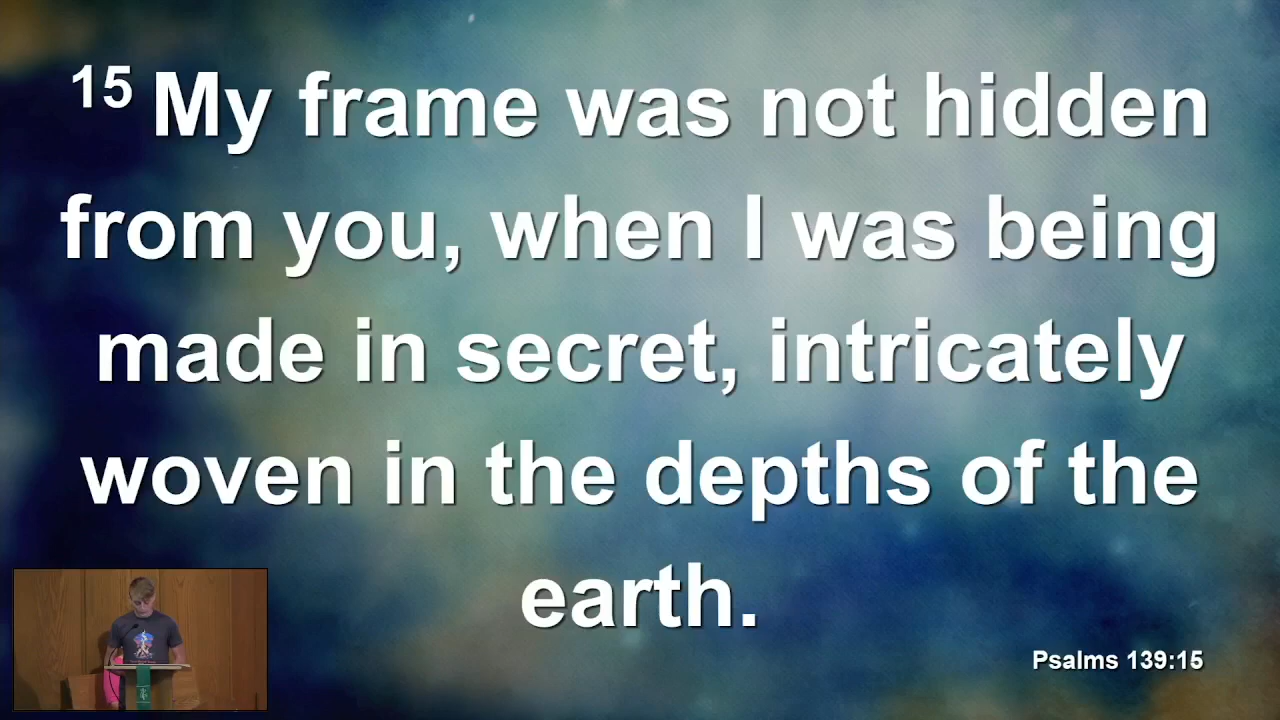 15 My frame was not hidden
from you, when I was being
made in secret, intricately
woven in the depths of the
earth.
Psalms 139:15